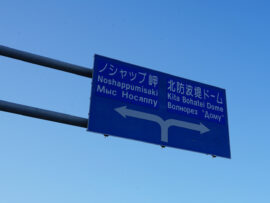 ノシャップ岬
Noshappumisaki
Мыс Носяппу
北防波堤ドーム
Kita Bohatei Dome
Волнорез "Дому"